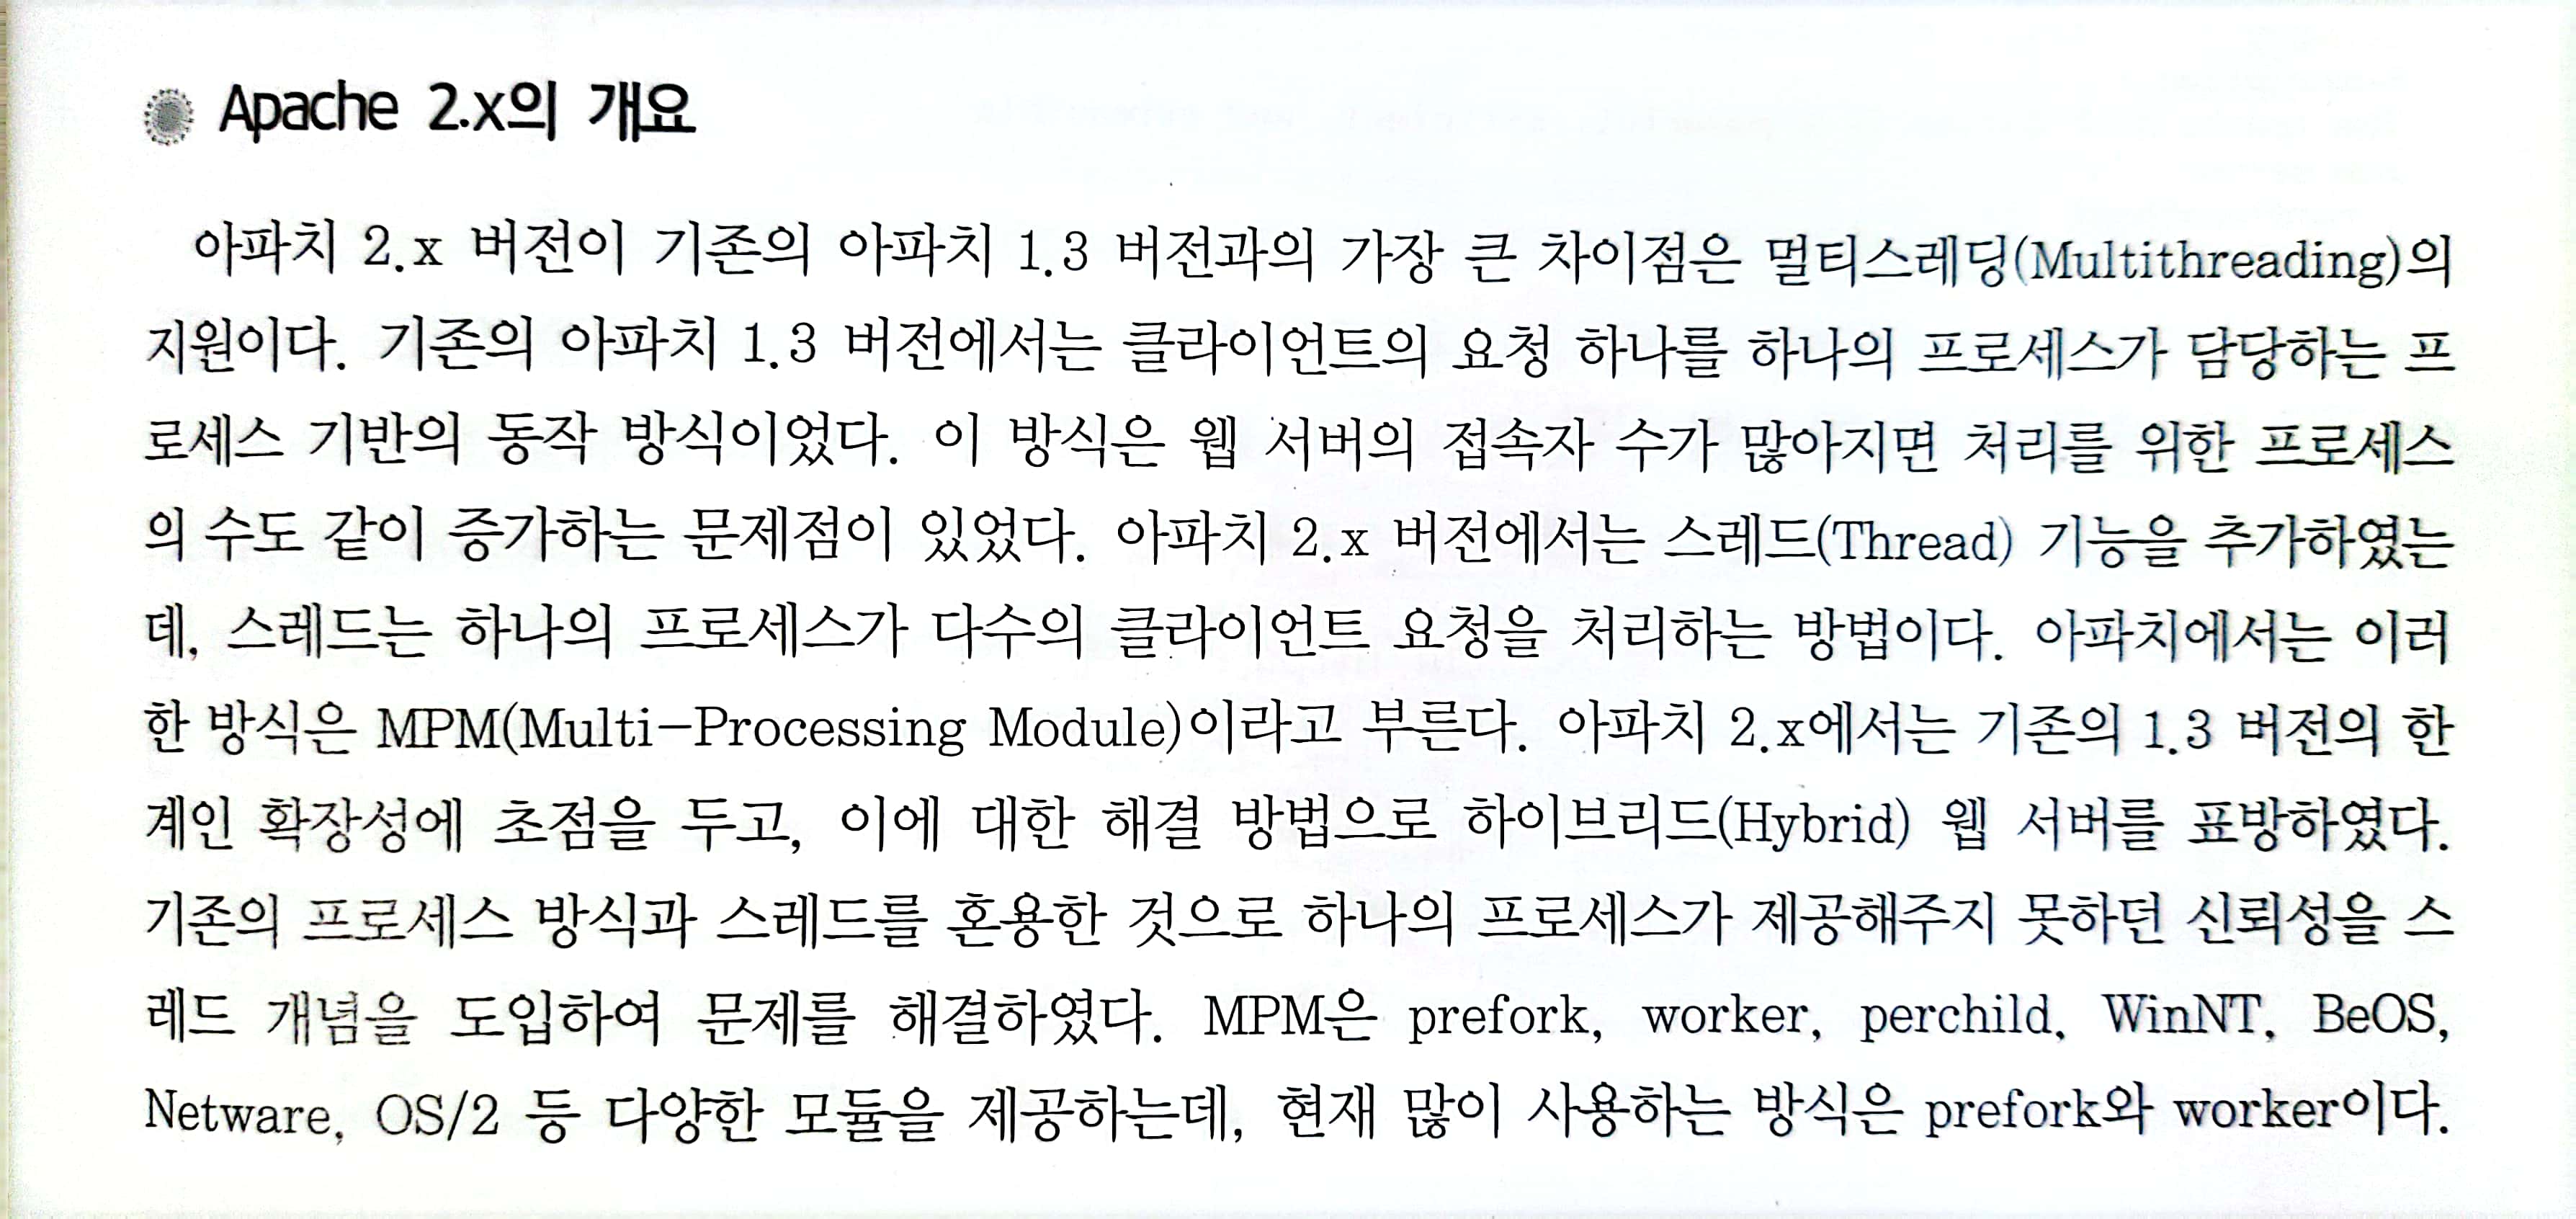 Apache 2.x의 개요
아파치 2.x 버전이 기존의 아파치 1.3 버전과의 가장 큰 차이점은 멀티스레딩(Multithreading)의
지원이다. 기존의 아파치 1.3 버전에서는 클라이언트의 요청 하나를 하나의 프로세스가 담당하는 프
로세스 기반의 동작 방식이었다. 이 방식은 웹 서버의 접속자 수가 많아지면 처리를 위한 프로세스
의 수도 같이 증가하는 문제점이 있었다. 아파치 2.x 버전에서는 스레드(Thread) 기능을 추가하였는
데, 스레드는 하나의 프로세스가 다수의 클라이언트 요청을 처리하는 방법이다. 아파치에서는 이러
한 방식은 MPM(Multi-Processing Module)이라고 부른다. 아파치 2.x에서는 기존의 1.3 버전의 한
계인 확장성에 초점을 두고, 이에 대한 해결 방법으로 하이브리드(Hybrid) 웹 서버를 표방하였다.
기존의 프로세스 방식과 스레드를 혼용한 것으로 하나의 프로세스가 제공해주지 못하던 신뢰성을 스
레드 개념을 도입하여 문제를 해결하였다. MPM은 prefork, worker, perchild, WinNT, BeOS,
Netware, OS/2 등 다양한 모듈을 제공하는데, 현재 많이 사용하는 방식은 prefork와 worker이다.